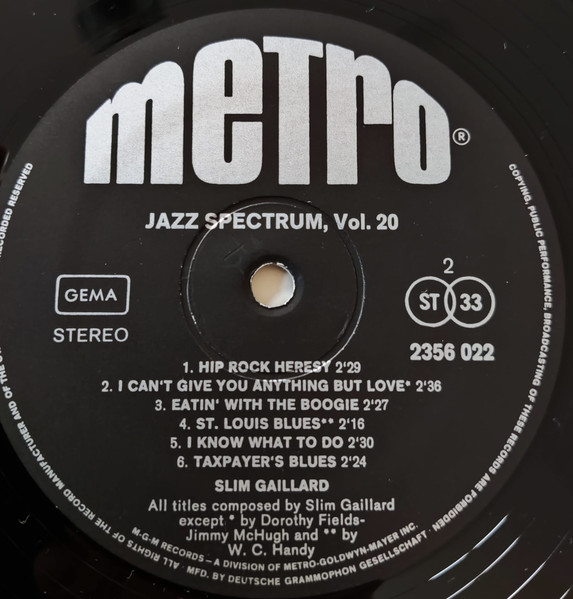 metro®
JAZZ SPECTRUM, Vol. 20
GEMA
STEREO
2
ST 33
2356 022
1. HIP ROCK HERESY 2'29
2. I CAN'T GIVE YOU ANYTHING BUT LOVE* 2'36
3. EATIN' WITH THE BOOGIE 2'27
4. ST. LOUIS BLUES** 2'16
5. I KNOW WHAT TO DO 2'30
6. TAXPAYER'S BLUES 2'24
SLIM GAILLARD
All titles composed by Slim Gaillard
except * by Dorothy Fields-
Jimmy McHugh and ** by
W. C. Handy
M-G-M RECORDS – A DIVISION OF METRO-GOLDWYN-MAYER INC.
ALL RIGHTS OF THE RECORD MANUFACTURER AND OF THE
RECORDED RESERVED
COPYING, PUBLIC PERFORMANCE, BROADCASTING OF THESE RECORDS ARE FORBIDDEN
MFD. BY DEUTSCHE GRAMMOPHON GESELLSCHAFT